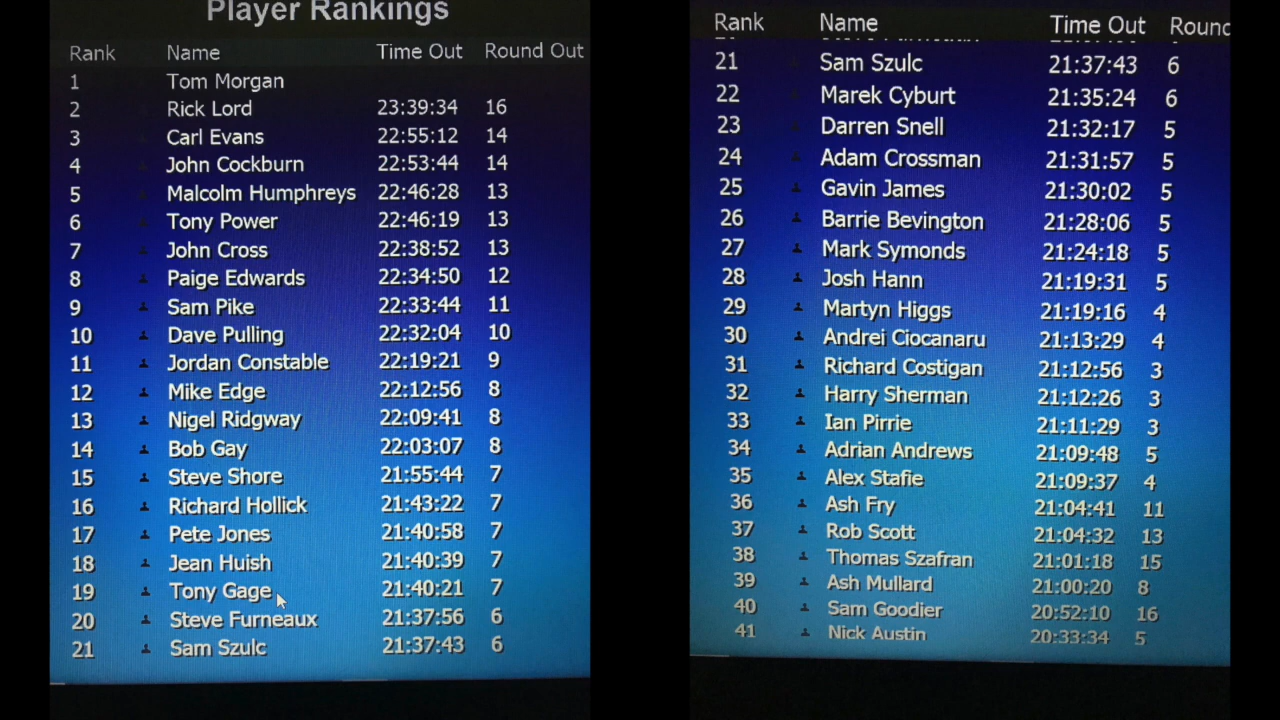 Player Rankings
Rank Name Time Out Round Out
1 Tom Morgan
2 Rick Lord 23:39:34 16
3 Carl Evans 22:55:12 14
4 John Cockburn 22:53:44 14
5 Malcolm Humphreys 22:46:28 13
6 Tony Power 22:46:19 13
7 John Cross 22:38:52 13
8 Paige Edwards 22:34:50 12
9 Sam Pike 22:33:44 11
10 Dave Pulling 22:32:04 10
11 Jordan Constable 22:19:21 9
12 Mike Edge 22:12:56 8
13 Nigel Ridgway 22:09:41 8
14 Bob Gay 22:03:07 8
15 Steve Shore 21:55:44 7
16 Richard Hollick 21:43:22 7
17 Pete Jones 21:40:58 7
18 Jean Huish 21:40:39 7
19 Tony Gage 21:40:21 7
20 Steve Furneaux 21:37:56 6
21 Sam Szulc 21:37:43 6
Rank Name Time Out Round
21 Sam Szulc 21:37:43 6
22 Marek Cyburt 21:35:24 6
23 Darren Snell 21:32:17 5
24 Adam Crossman 21:31:57 5
25 Gavin James 21:30:02 5
26 Barrie Bevington 21:28:06 5
27 Mark Symonds 21:24:18 5
28 Josh Hann 21:19:31 5
29 Martyn Higgs 21:19:16 4
30 Andrei Ciocanaru 21:13:29 4
31 Richard Costigan 21:12:56 3
32 Harry Sherman 21:12:26 3
33 Ian Pirrie 21:11:29 3
34 Adrian Andrews 21:09:48 5
35 Alex Stafie 21:09:37 4
36 Ash Fry 21:04:41 11
37 Rob Scott 21:04:32 13
38 Thomas Szafran 21:01:18 15
39 Ash Mullard 21:00:20 8
40 Sam Goodier 20:52:10 16
41 Nick Austin 20:33:34 5